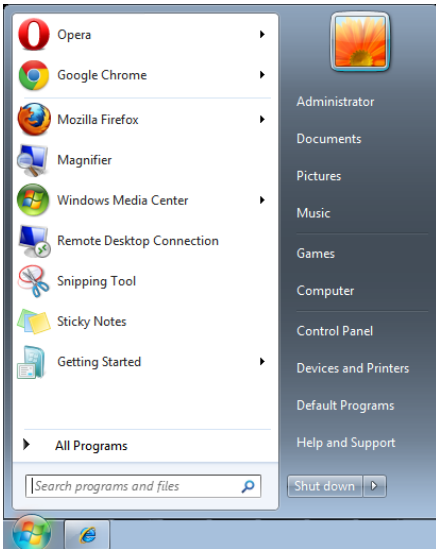 Opera
Google Chrome
Mozilla Firefox
Magnifier
Windows Media Center
Remote Desktop Connection
Snipping Tool
Sticky Notes
Getting Started
All Programs
Search programs and files
Administrator
Documents
Pictures
Music
Games
Computer
Control Panel
Devices and Printers
Default Programs
Help and Support
Shut down